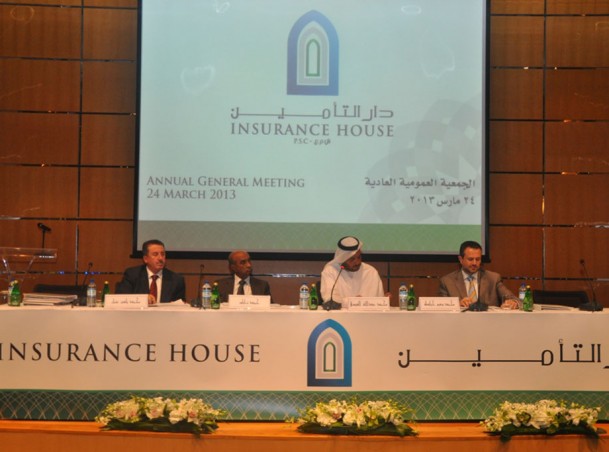 دار التأمين
INSURANCE HOUSE
P.S.C - ش.م.ع
ANNUAL GENERAL MEETING
24 MARCH 2013
الجمعية العمومية العادية
٢٤ مارس ٢٠١٣
INSURANCE HOUSE
دار التأمين